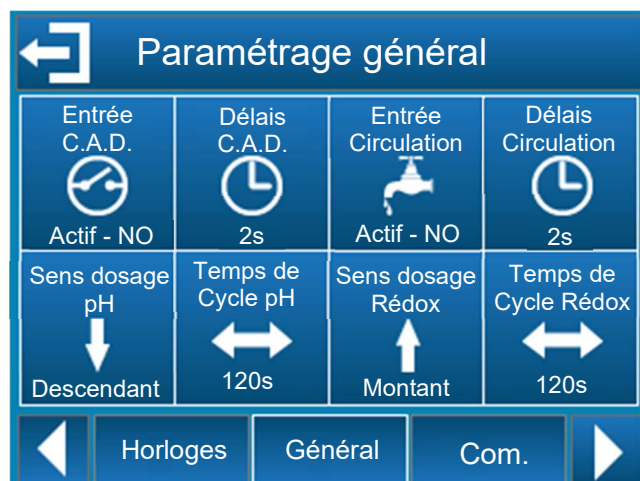 Paramétrage général
Entrée
C.A.D.
Actif - NO
Délais
C.A.D.
2s
Entrée
Circulation
Actif - NO
Délais
Circulation
2s
Sens dosage
pH
Descendant
Temps de
Cycle pH
120s
Sens dosage
Rédox
Montant
Temps de
Cycle Rédox
120s
Horloges
Général
Com.